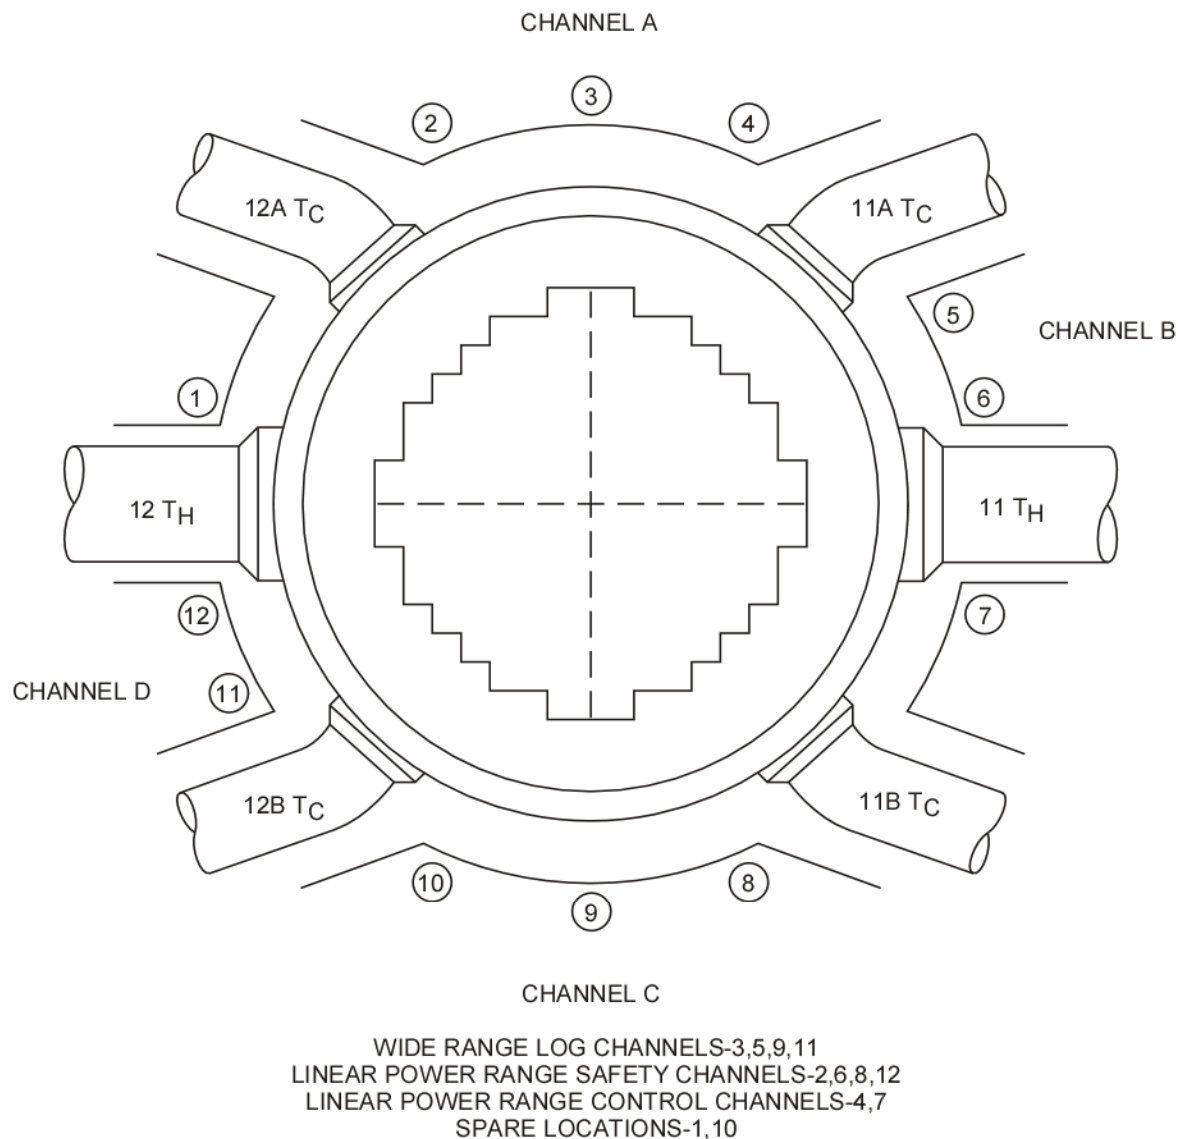 CHANNEL A
3
2
4
12A TC
11A TC
5
CHANNEL B
1
6
12 TH
11 TH
12
7
CHANNEL D
11
12B TC
11B TC
10
8
9
CHANNEL C
WIDE RANGE LOG CHANNELS-3,5,9,11
LINEAR POWER RANGE SAFETY CHANNELS-2,6,8,12
LINEAR POWER RANGE CONTROL CHANNELS-4,7
SPARE LOCATIONS-1,10